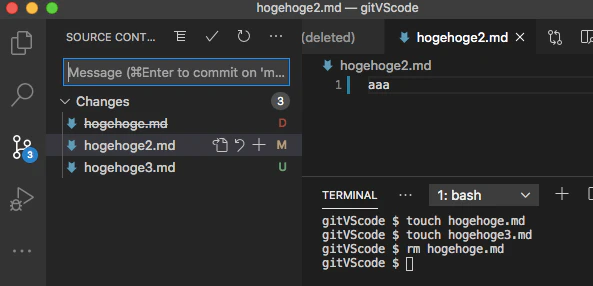 hogehoge2.md — gitVScode
SOURCE CONT...
Message (⌘Enter to commit on 'm...
Changes
3
hogehoge.md D
hogehoge2.md M
hogehoge3.md U
3
(deleted)
hogehoge2.md
hogehoge2.md
1 aaa
TERMINAL
1: bash
gitVScode $ touch hogehoge.md
gitVScode $ touch hogehoge3.md
gitVScode $ rm hogehoge.md
gitVScode $